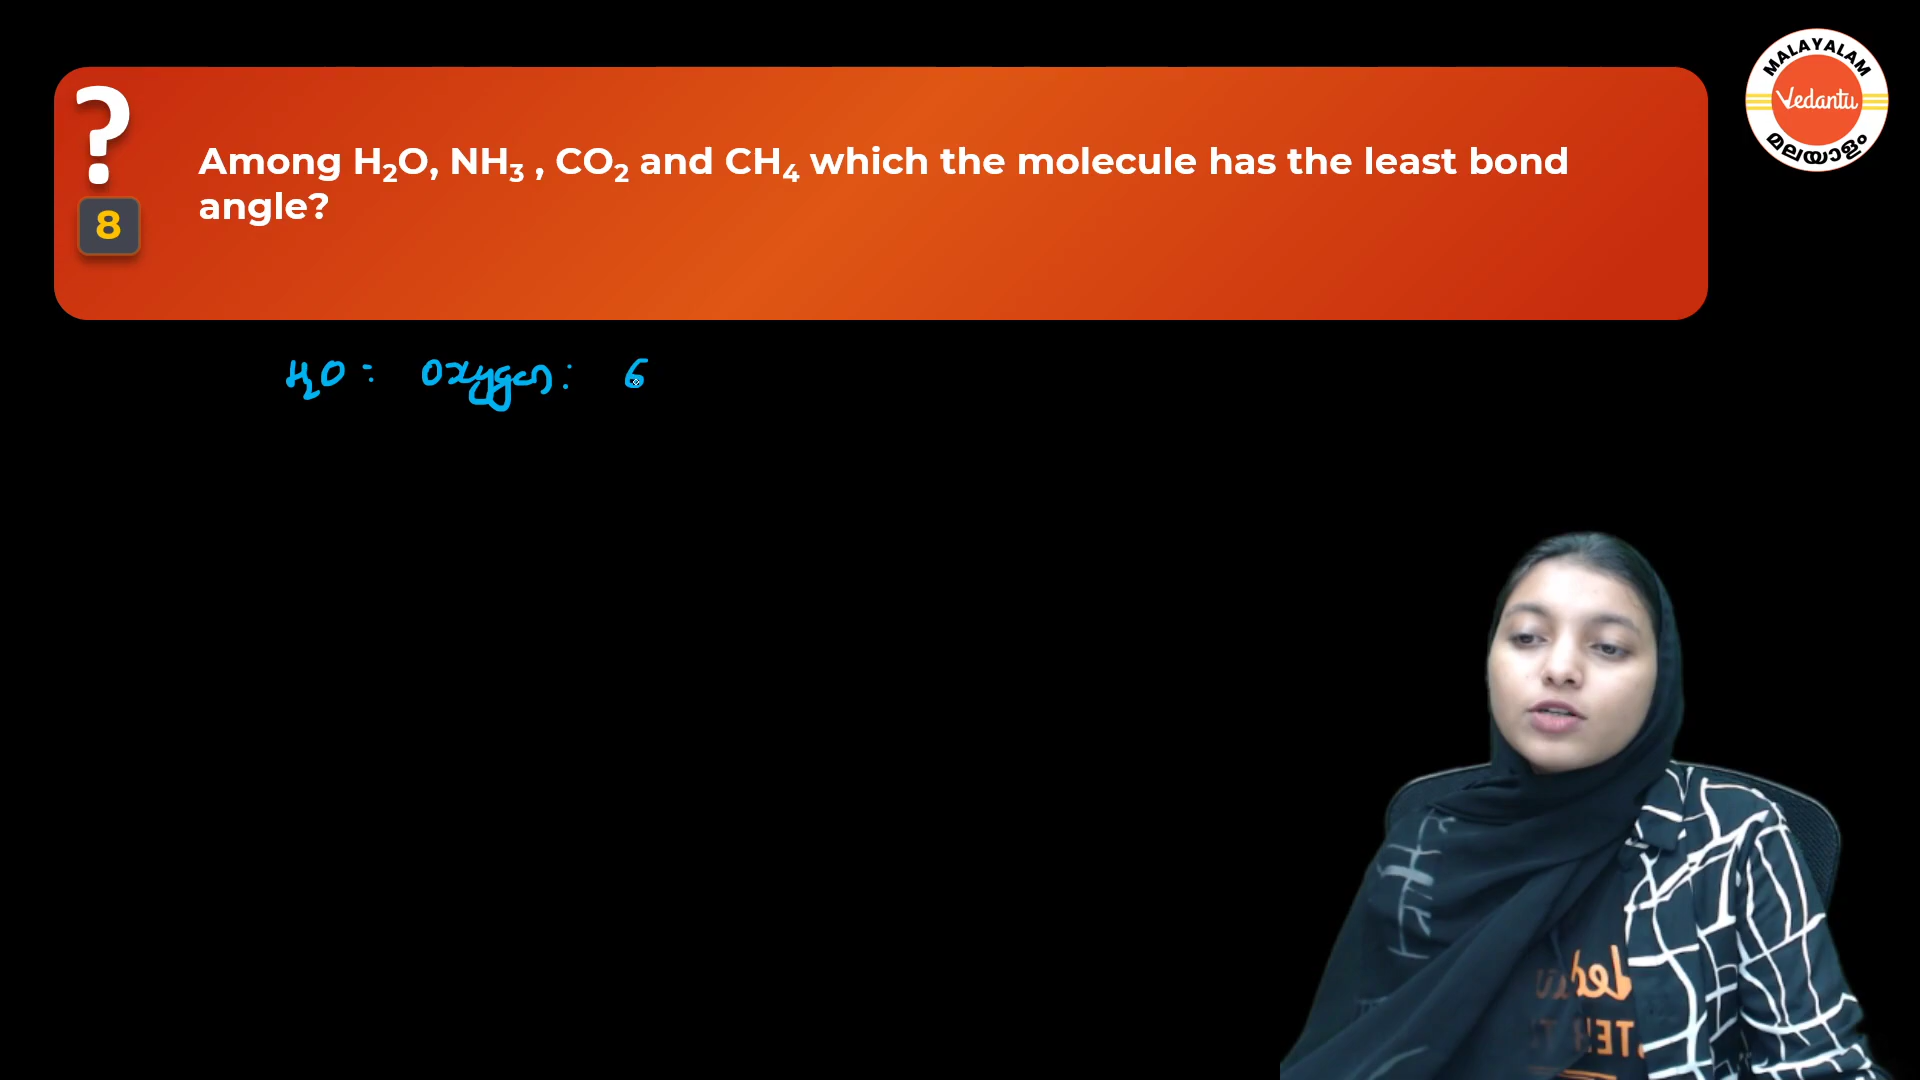 ?
8
Among H₂O, NH₃ , CO₂ and CH₄ which the molecule has the least bond
angle?
MALAYALAM
Vedantu
മലയാളം
H₂O : Oxygen : 6